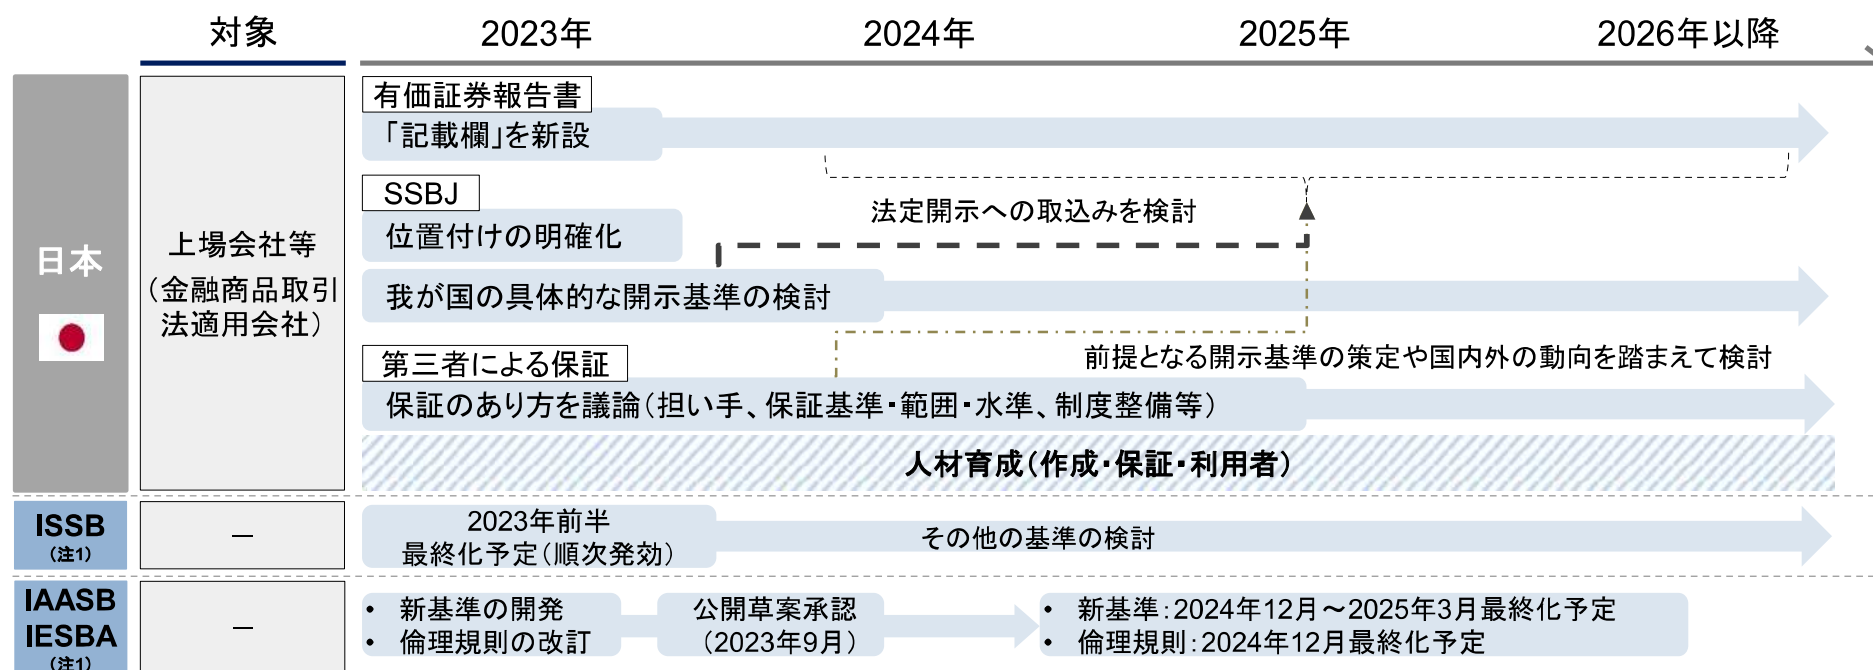 対象
2023年
2024年
2025年
2026年以降
日本
上場会社等
(金融商品取引
法適用会社)
有価証券報告書
「記載欄」を新設
SSBJ
位置付けの明確化
法定開示への取込みを検討
我が国の具体的な開示基準の検討
第三者による保証
前提となる開示基準の策定や国内外の動向を踏まえて検討
保証のあり方を議論(担い手、保証基準・範囲・水準、制度整備等)
人材育成(作成・保証・利用者)
ISSB
(注1)
―
2023年前半
最終化予定(順次発効)
その他の基準の検討
IAASB
IESBA
(注1)
―
• 新基準の開発
• 倫理規則の改訂
公開草案承認
(2023年9月)
• 新基準:2024年12月~2025年3月最終化予定
• 倫理規則:2024年12月最終化予定